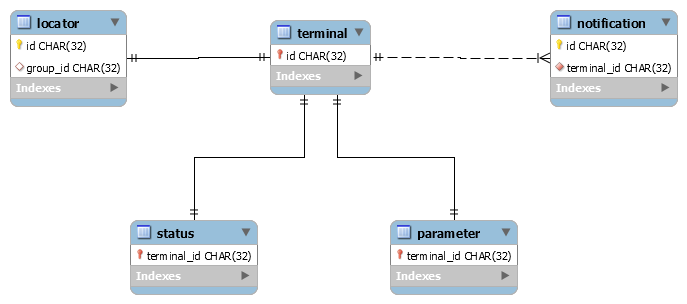 locator
id CHAR(32)
group_id CHAR(32)
Indexes
terminal
id CHAR(32)
Indexes
notification
id CHAR(32)
terminal_id CHAR(32)
Indexes
status
terminal_id CHAR(32)
Indexes
parameter
terminal_id CHAR(32)
Indexes